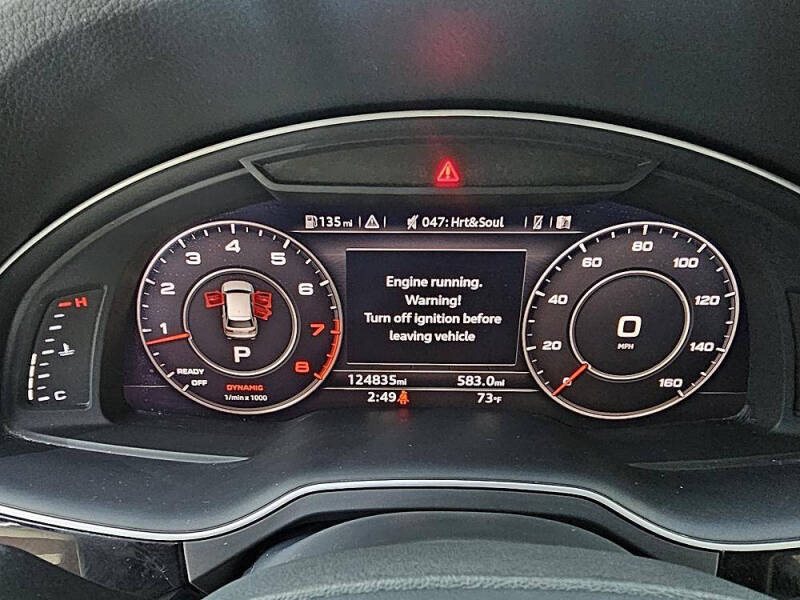 135 mi 047: Hrt&Soul
Engine running.
Warning!
Turn off ignition before
leaving vehicle
H
C
1 2 3 4 5 6 7 8
P
READY
OFF
DYNAMIC
1/min x 1000
0 20 40 60 80 100 120 140 160
0
MPH
124835mi 583.0mi
2:49 73°F